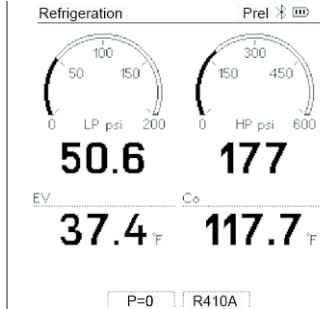 Refrigeration Prel
100 300
50 150 150 450
0 LP psi 200 0 HP psi 600
50.6 177
EV Co
37.4 °F 117.7 °F
P=0 R410A